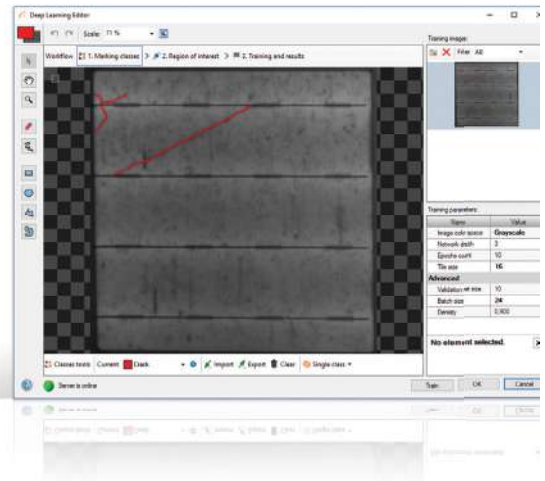 Deep Learning Editor
Scale: 71 %
Workflow 1. Marking classes > 2. Region of interest > 2. Training and results
Training images:
Filter All
Training parameters:
Name Value
Image color space Grayscale
Network depth 3
Epochs count 10
Tile size 16
Advanced
Validation set size 10
Batch size 24
Density 0,900
No element selected.
Classes tools Current: Crack Import Export Clear Single class
Server is online
Train OK Cancel